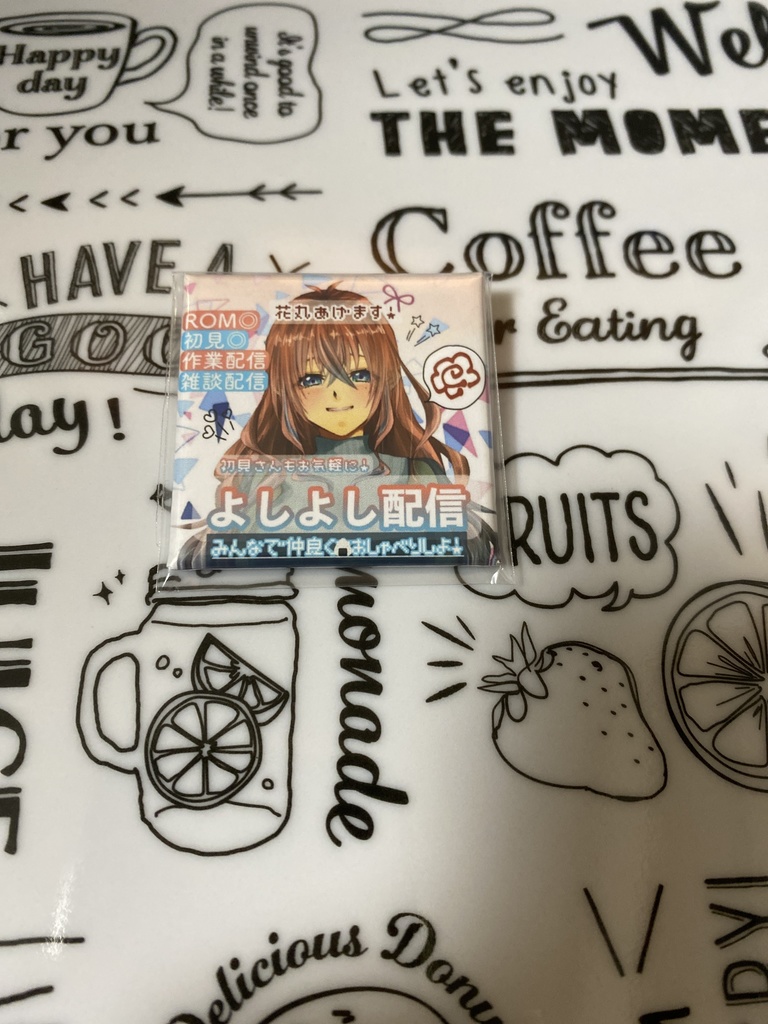 Happy
day
It's good to
unwind once
in a while!
r you
Let's enjoy
THE MOME
Wel
HAVE A
GOO
ay!
Coffee
r Eating
ROM◎
初見◎
作業配信
雑談配信
花丸あげます!
初見さんもお気軽に!
よしよし配信
みんなで仲良く🍙おしゃべりしよ!
RUITS
monade
Delicious Donu